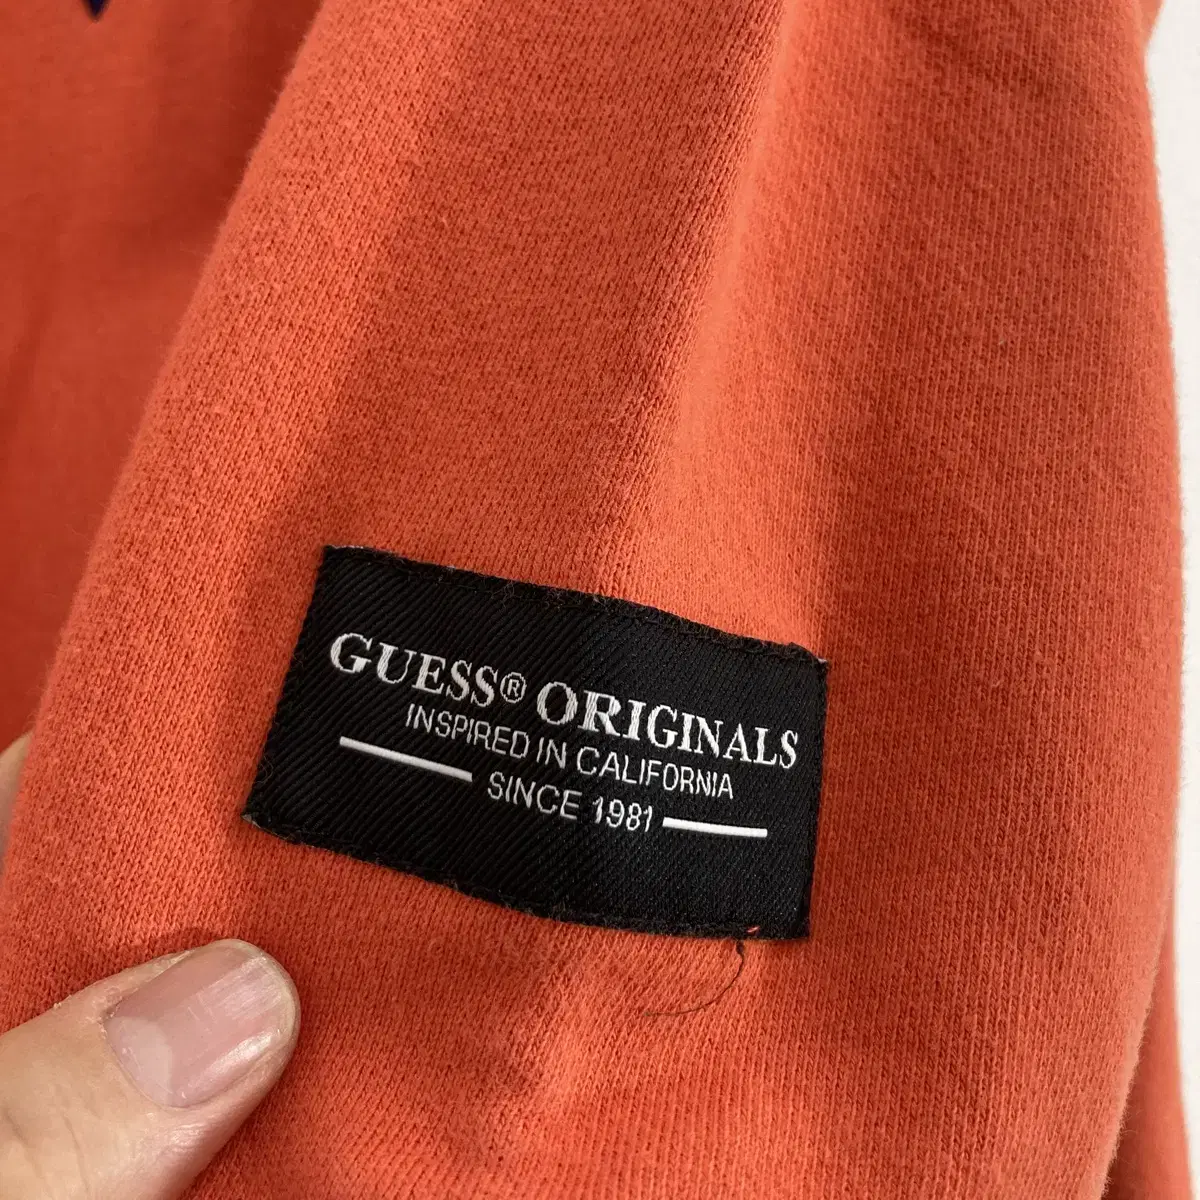 GUESS® ORIGINALS
INSPIRED IN CALIFORNIA
SINCE 1981